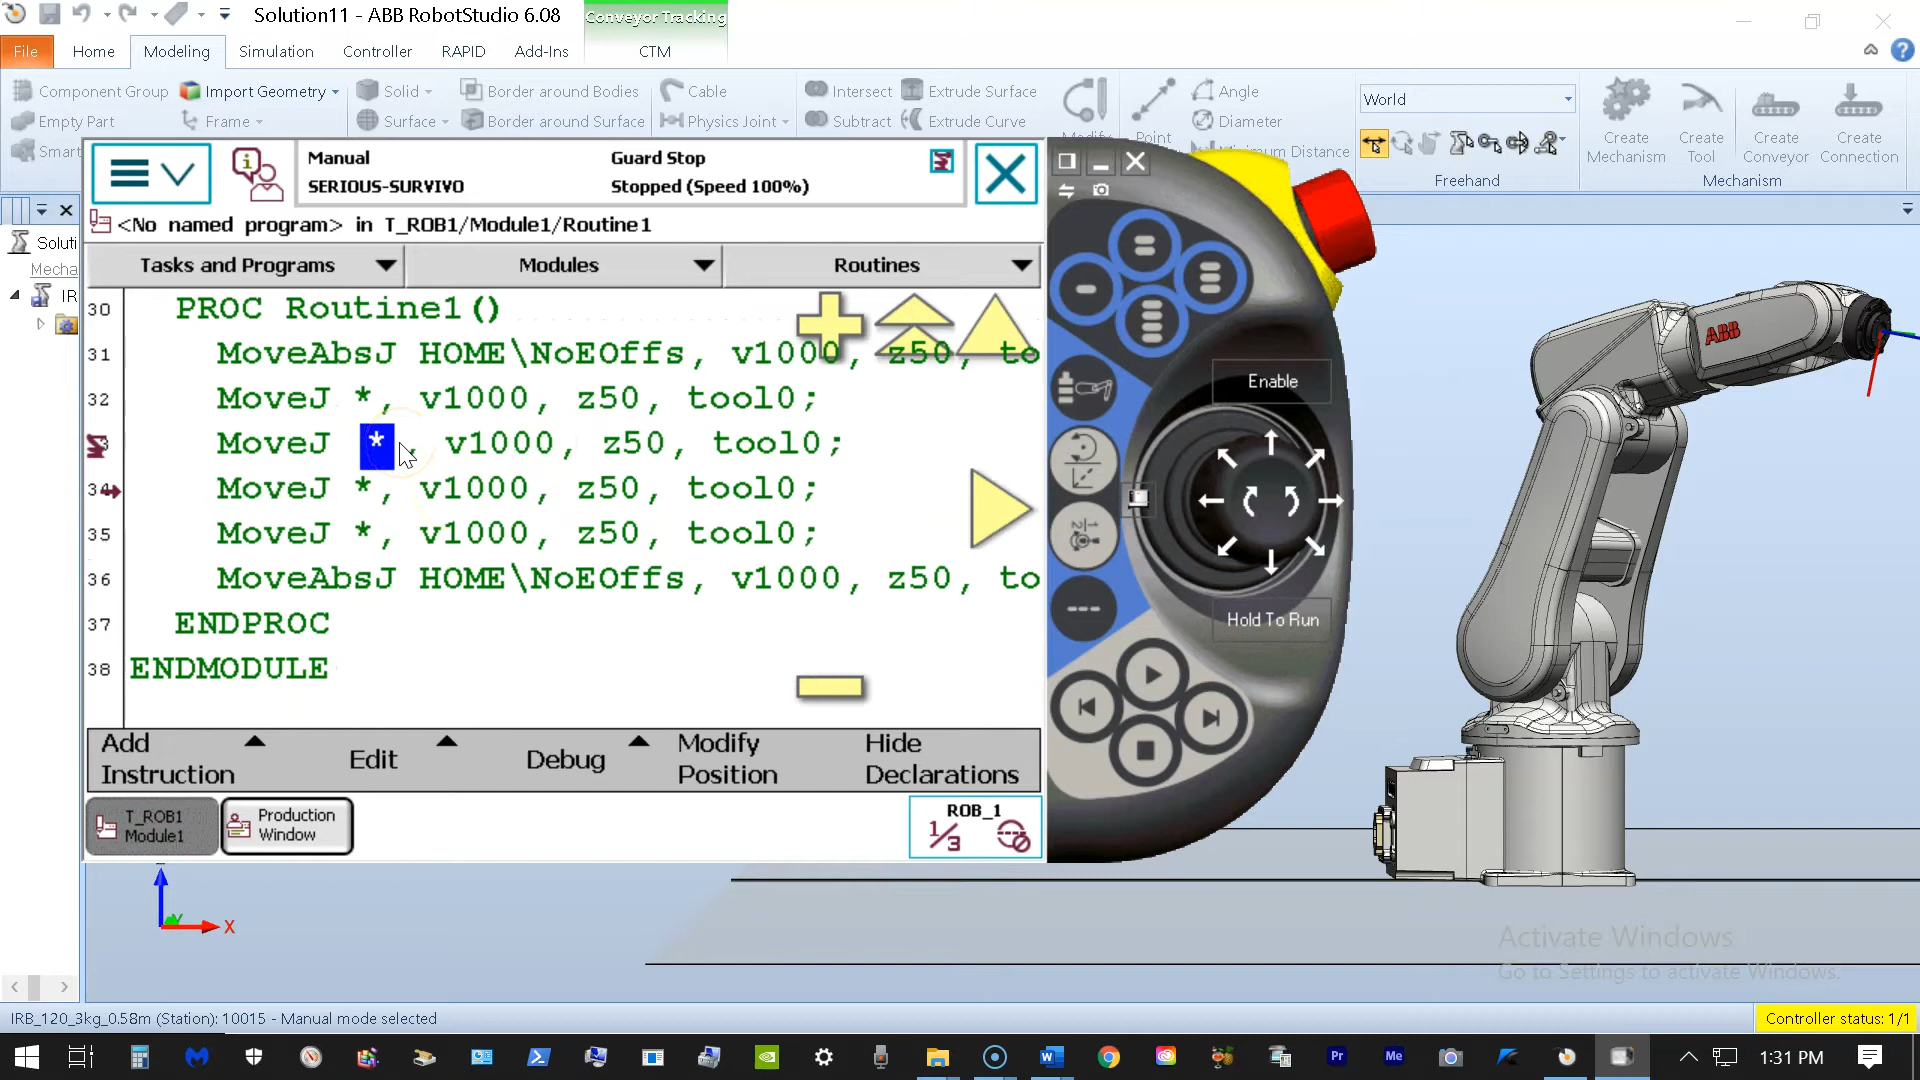 Solution11 - ABB RobotStudio 6.08
Conveyor Tracking
File
Home
Modeling
Simulation
Controller
RAPID
Add-Ins
CTM
Component Group
Import Geometry
Solid
Border around Bodies
Cable
Intersect
Extrude Surface
Angle
World
Empty Part
Frame
Surface
Border around Surface
Physics Joint
Subtract
Extrude Curve
Diameter
Modify
Point
Create Mechanism
Create Tool
Create Conveyor
Create Connection
Smart
Minimum Distance
Freehand
Mechanism
Manual
SERIOUS-SURVIVO
Guard Stop
Stopped (Speed 100%)
<No named program> in T_ROB1/Module1/Routine1
Tasks and Programs
Modules
Routines
Soluti
Mecha
IR
30 PROC Routine1()
31 MoveAbsJ HOME\NoEOffs, v1000, z50, to
32 MoveJ *, v1000, z50, tool0;
MoveJ *, v1000, z50, tool0;
34 MoveJ *, v1000, z50, tool0;
35 MoveJ *, v1000, z50, tool0;
36 MoveAbsJ HOME\NoEOffs, v1000, z50, to
37 ENDPROC
38 ENDMODULE
Add Instruction
Edit
Debug
Modify Position
Hide Declarations
T_ROB1 Module1
Production Window
ROB_1
1/3
Enable
Hold To Run
ABB
X
Activate Windows
Go to Settings to activate Windows.
IRB_120_3kg_0.58m (Station): 10015 - Manual mode selected
Controller status: 1/1
Pr
Me
1:31 PM